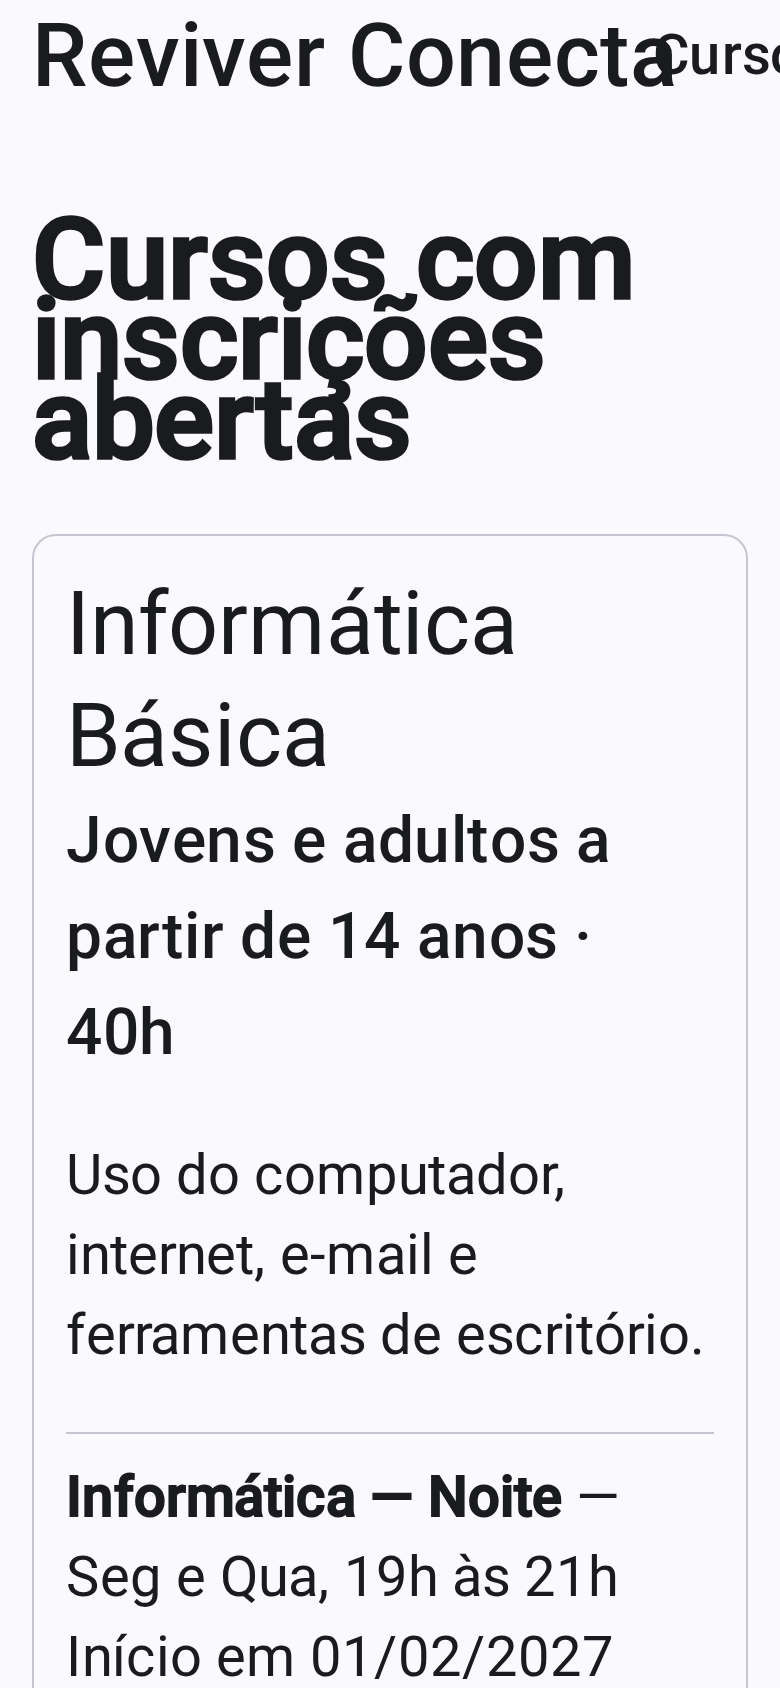 Reviver Conecta
Curso
Cursos com
inscrições
abertas
Informática
Básica
Jovens e adultos a
partir de 14 anos ·
40h
Uso do computador,
internet, e-mail e
ferramentas de escritório.
Informática — Noite —
Seg e Qua, 19h às 21h
Início em 01/02/2027